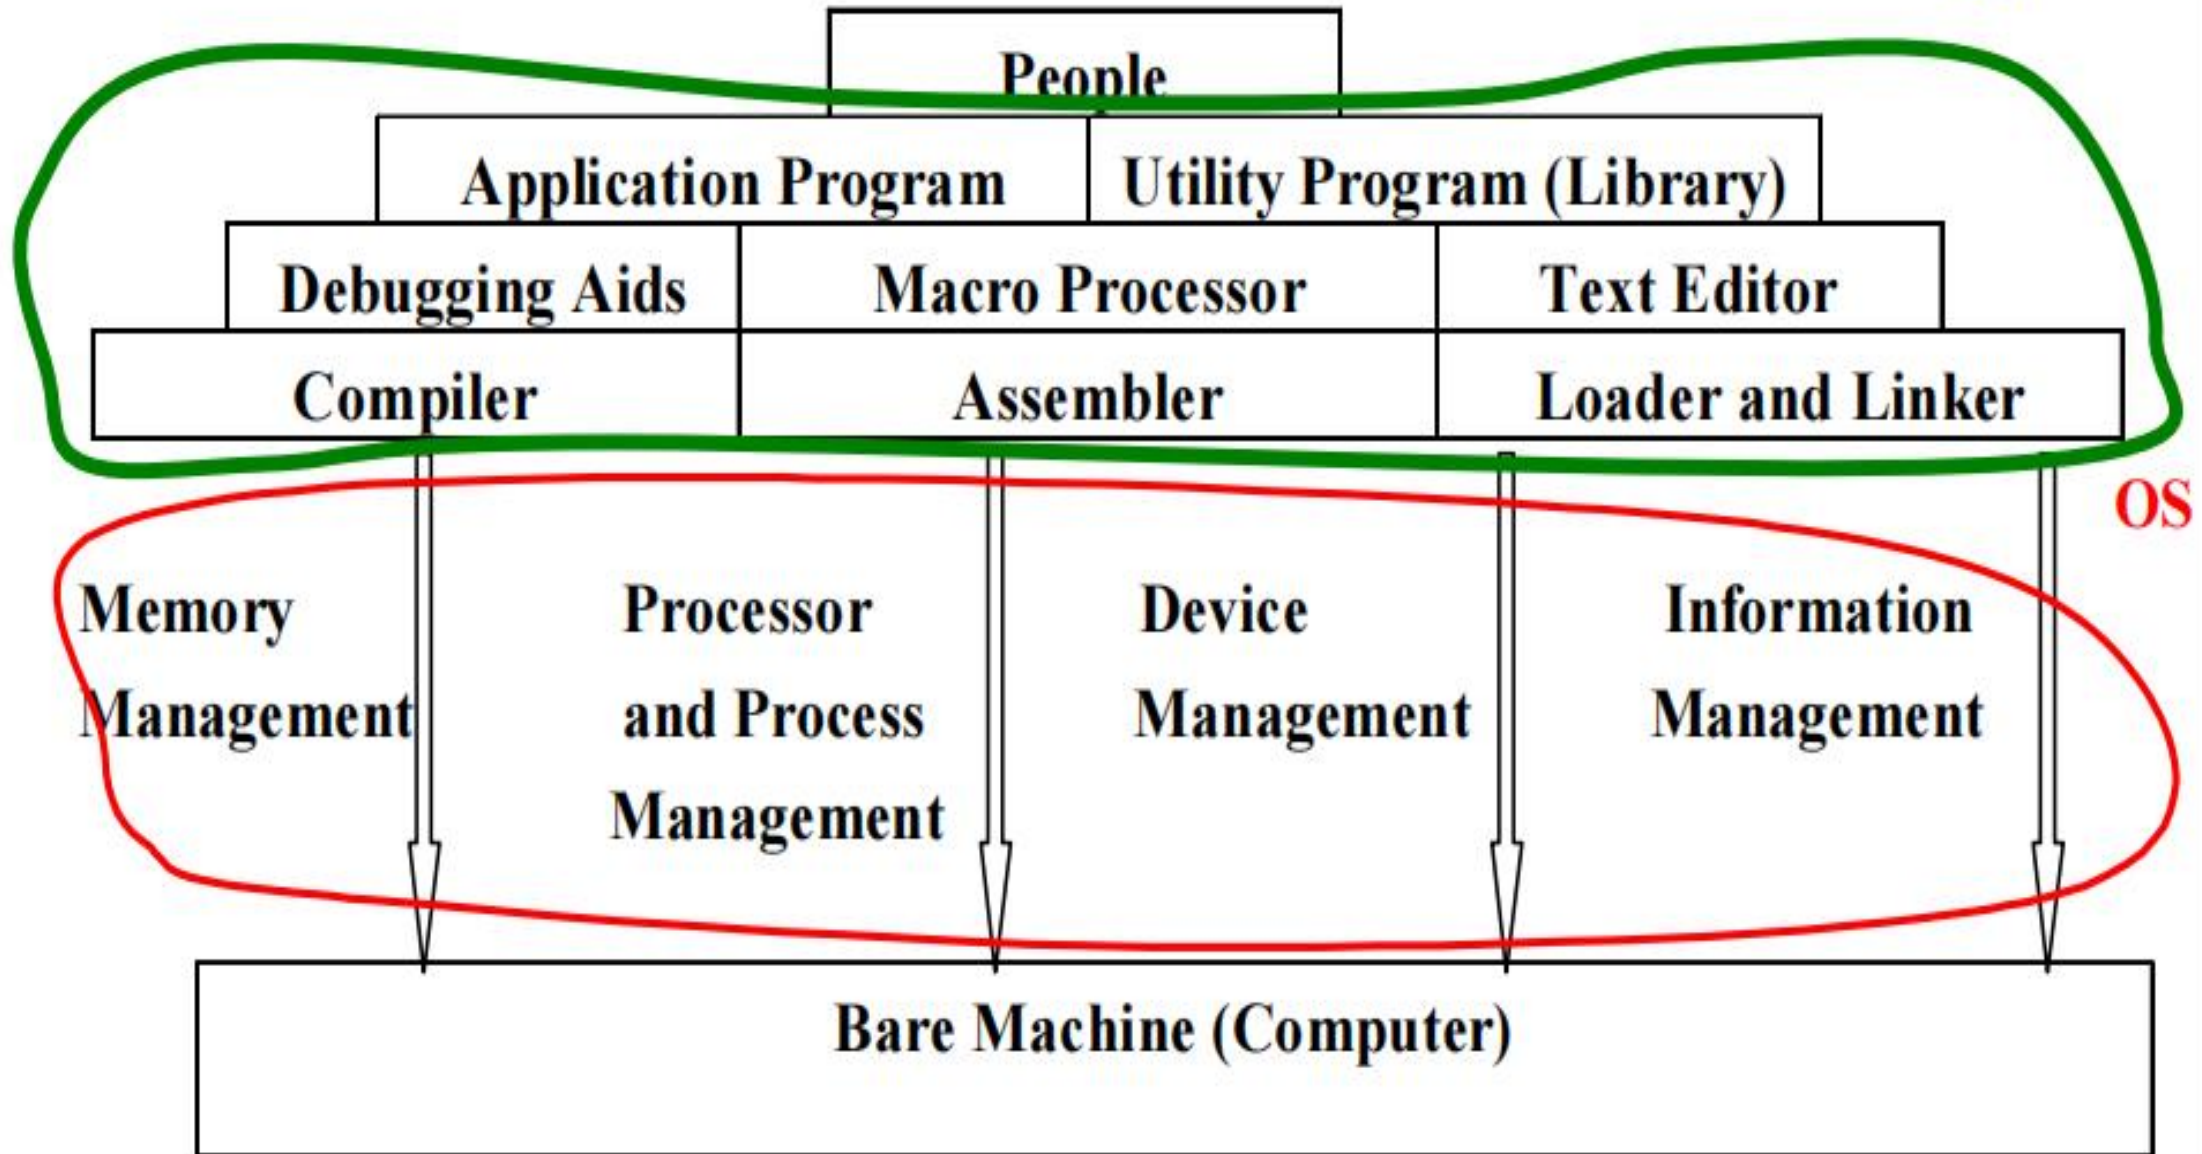 People
Application Program
Utility Program (Library)
Debugging Aids
Macro Processor
Text Editor
Compiler
Assembler
Loader and Linker
OS
Memory
Management
Processor
and Process
Management
Device
Management
Information
Management
Bare Machine (Computer)